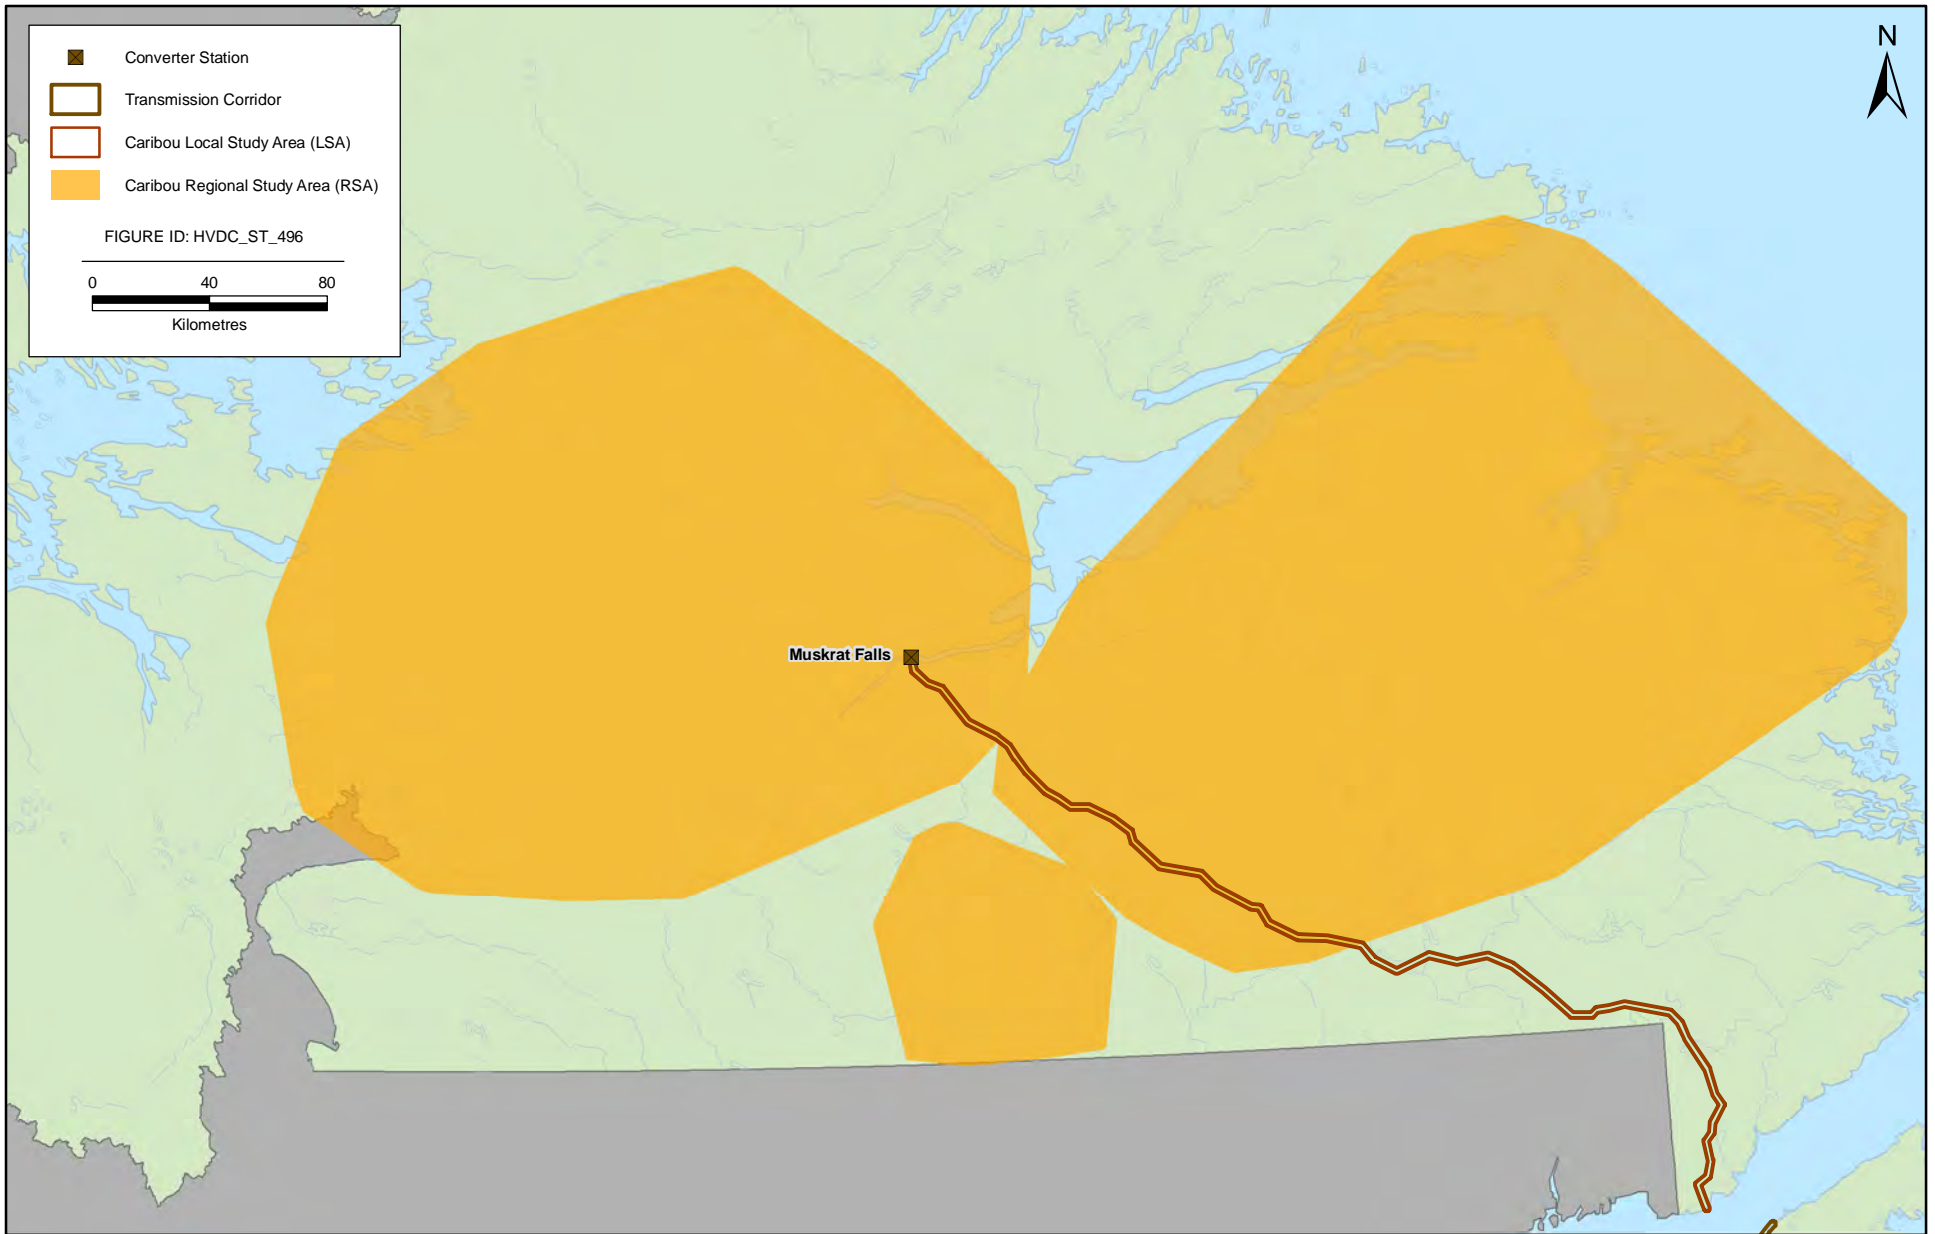 Converter Station
Transmission Corridor
Caribou Local Study Area (LSA)
Caribou Regional Study Area (RSA)
FIGURE ID: HVDC_ST_496
0 40 80
Kilometres
N
Muskrat Falls